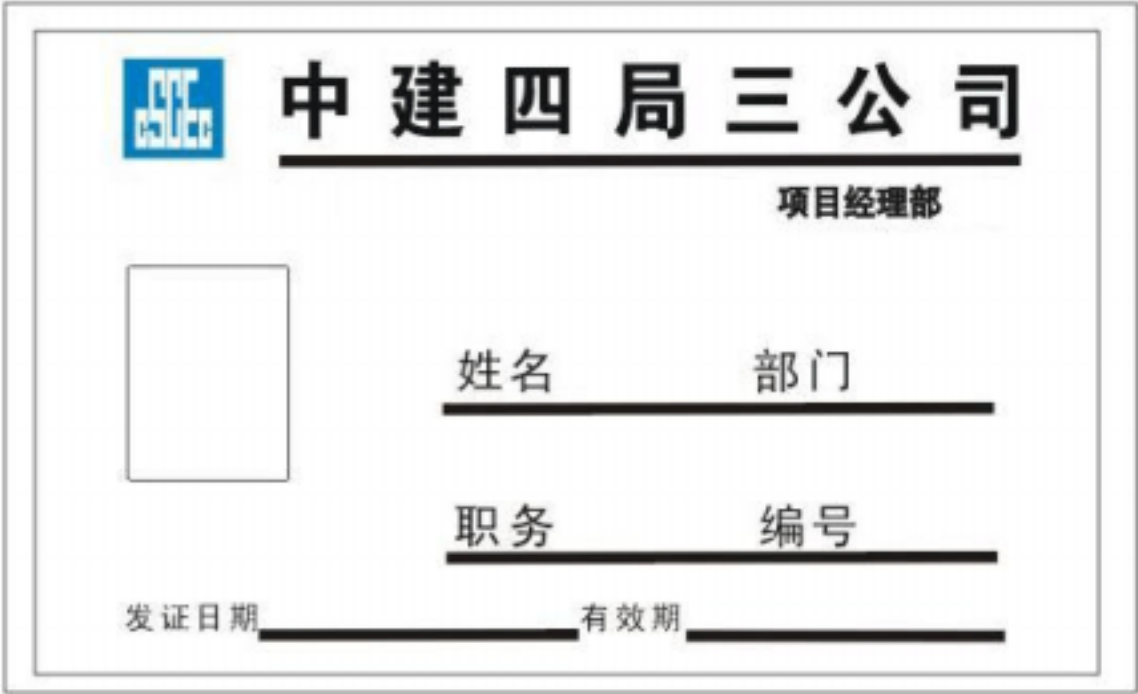 CSCEC
中建四局三公司
项目经理部
姓名 部门
职务 编号
发证日期 有效期